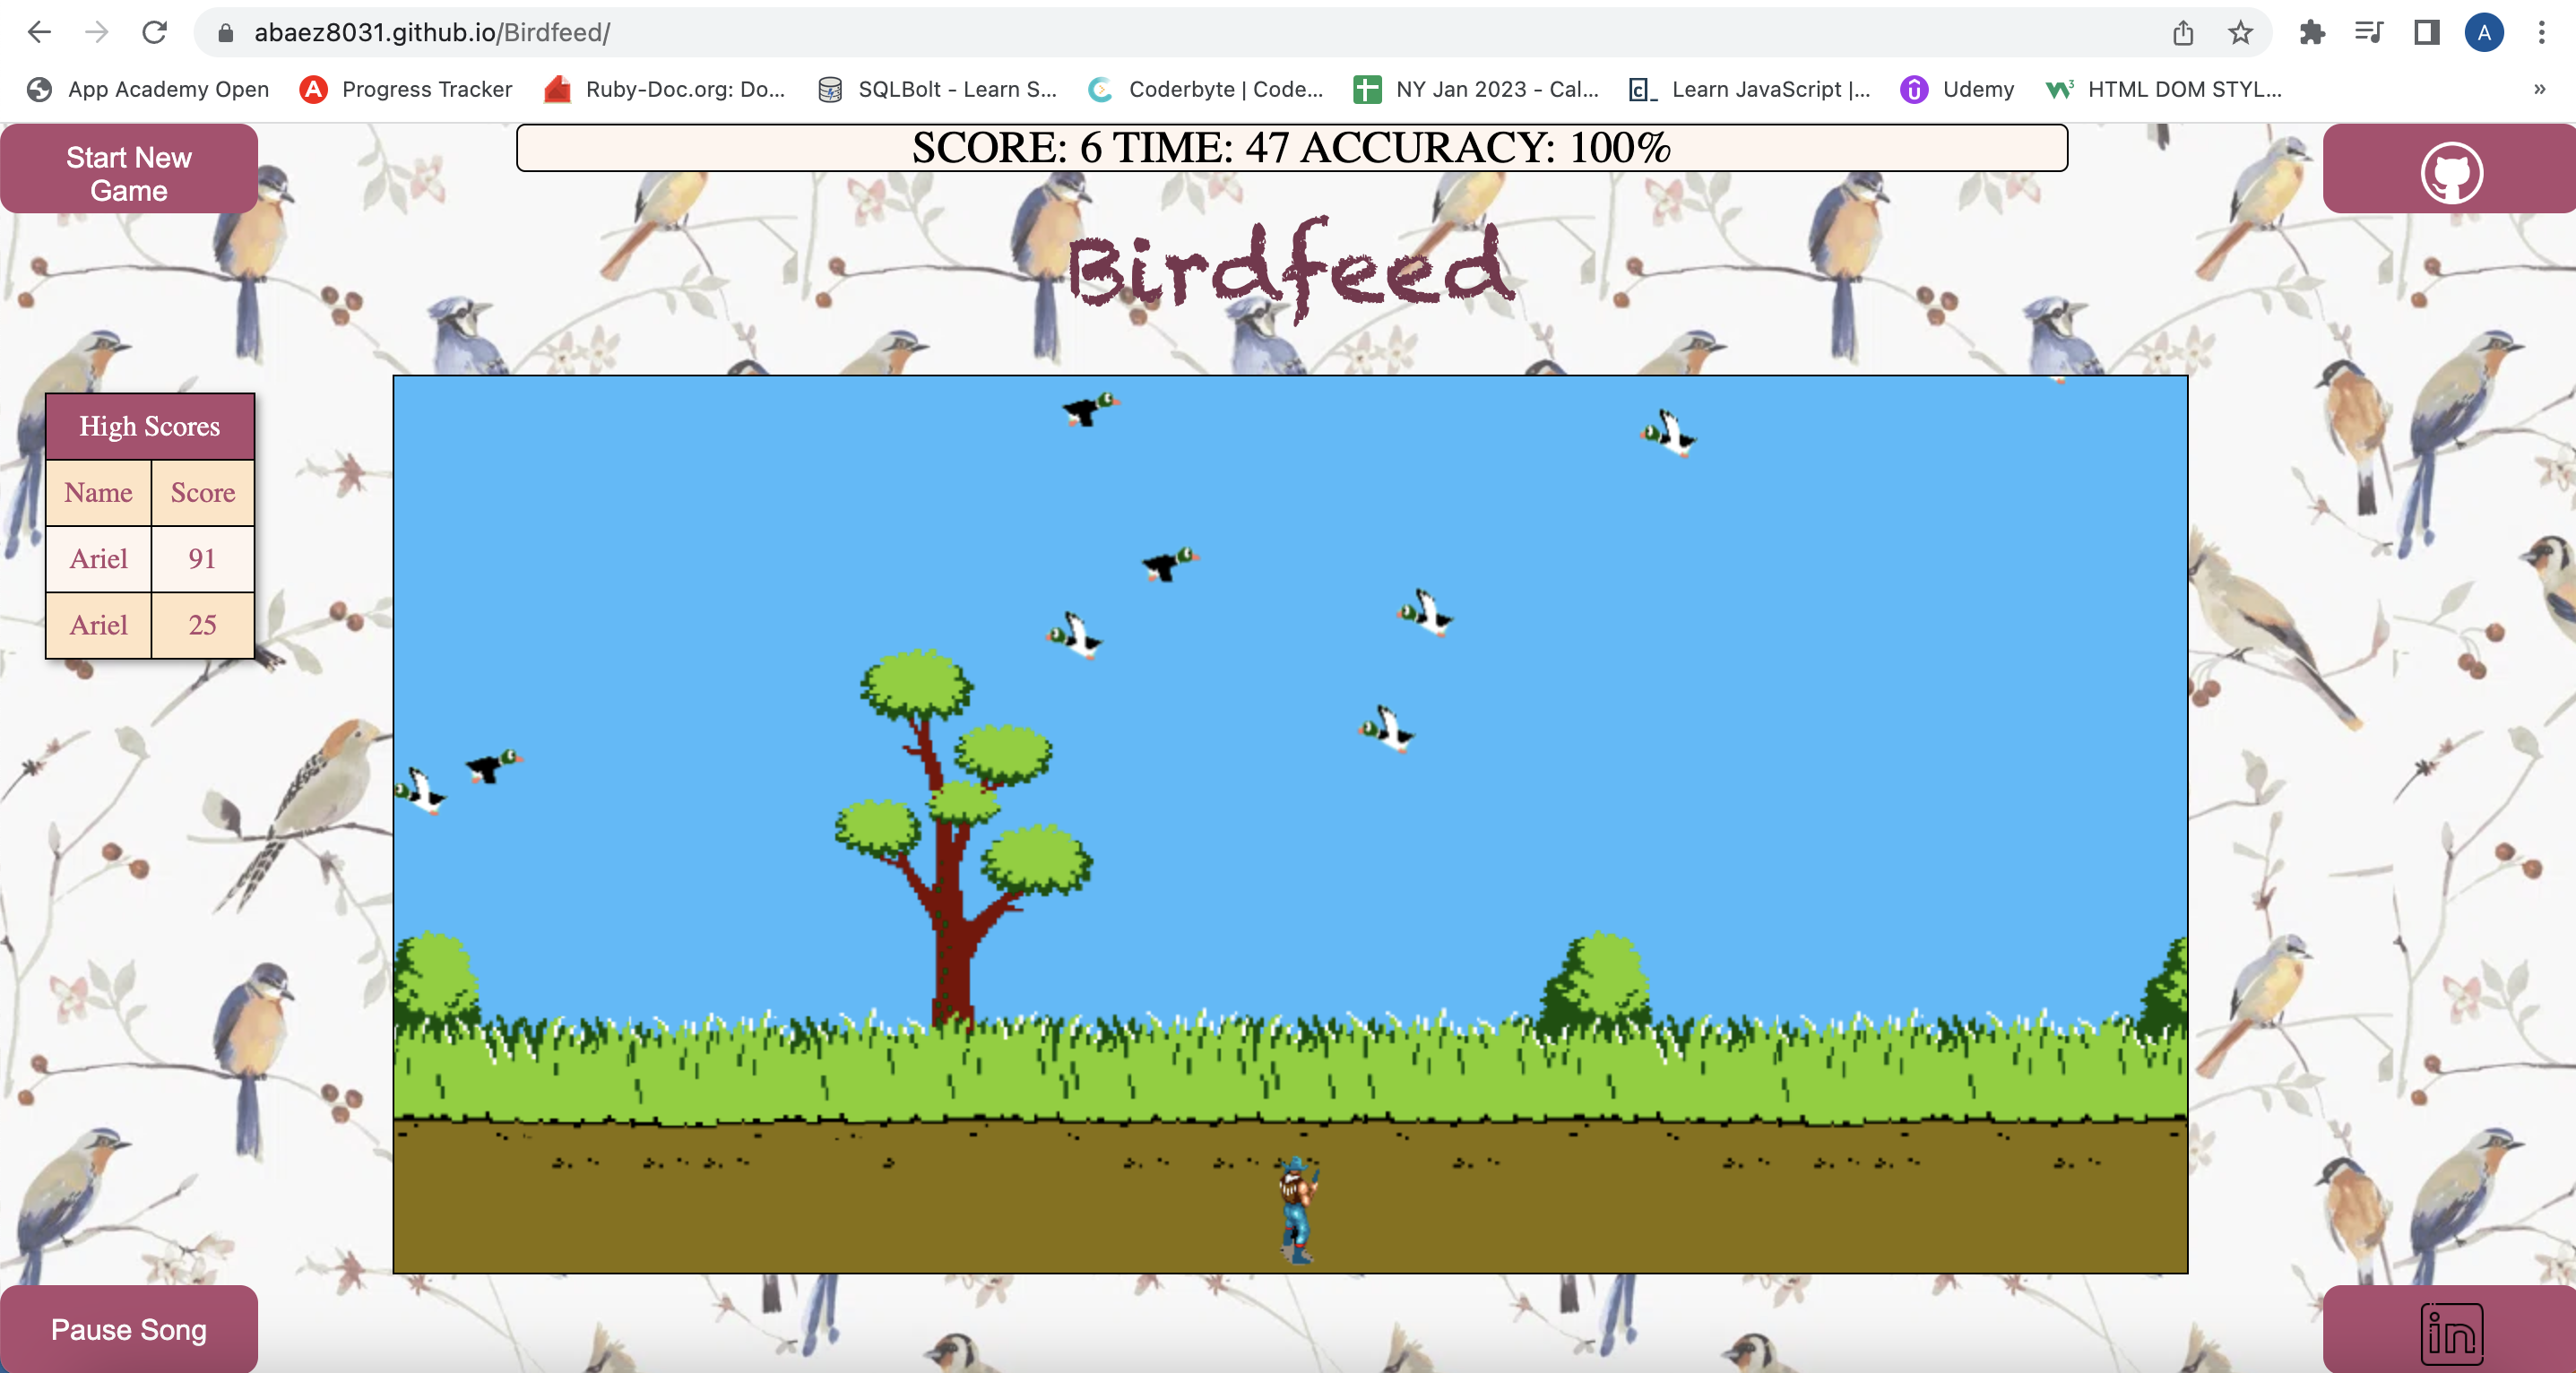 abaez8031.github.io/Birdfeed/
A
App Academy Open
A Progress Tracker
Ruby-Doc.org: Do...
SQLBolt - Learn S...
Coderbyte | Code...
NY Jan 2023 - Cal...
Learn JavaScript |...
Udemy
HTML DOM STYL...
»
Start New
Game
SCORE: 6 TIME: 47 ACCURACY: 100%
Birdfeed
High Scores
Name Score
Ariel 91
Ariel 25
Pause Song
in